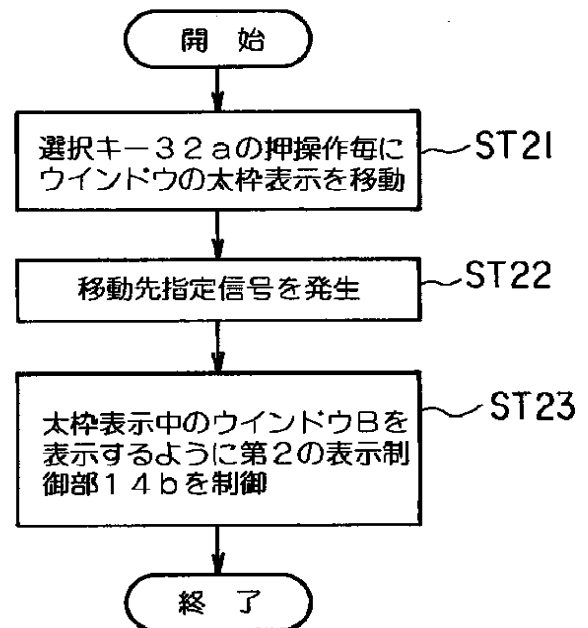 開 始
選択キー32aの押操作毎に
ウインドウの太枠表示を移動
ST21
移動先指定信号を発生
ST22
太枠表示中のウインドウBを
表示するように第2の表示制
御部14bを制御
ST23
終 了